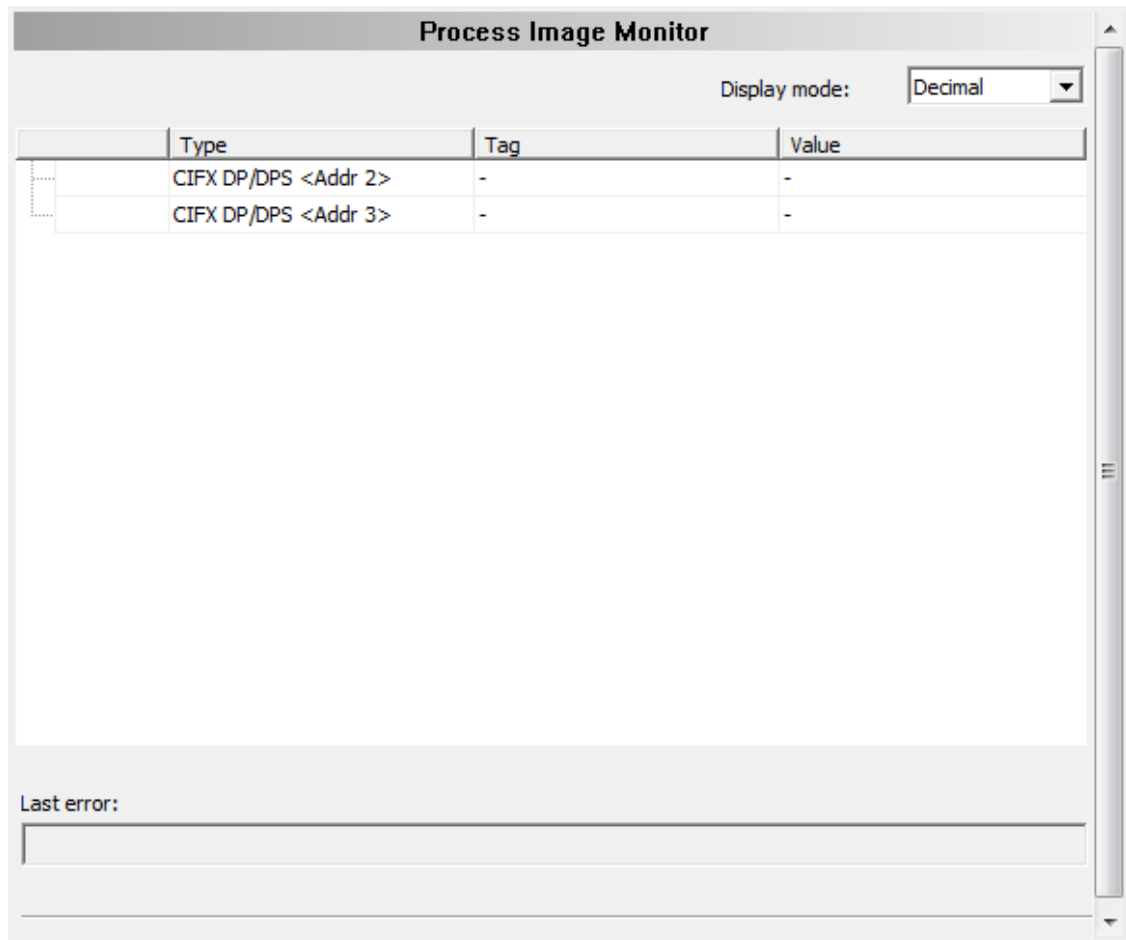 Process Image Monitor
Display mode: Decimal
Type Tag Value
CIFX DP/DPS <Addr 2> - -
CIFX DP/DPS <Addr 3> - -
Last error: